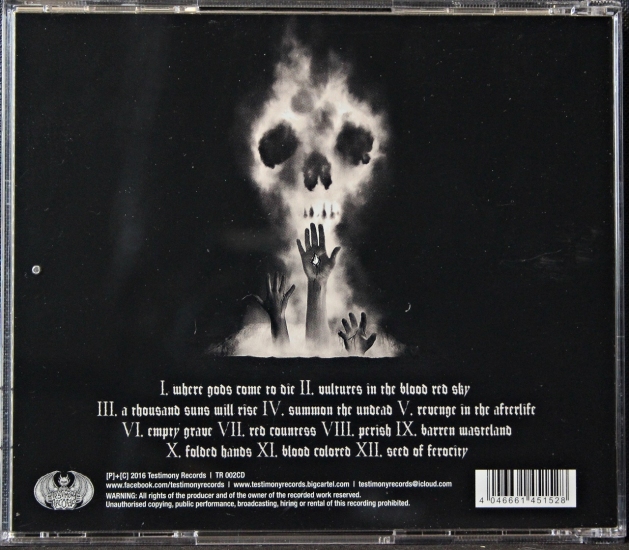 I. where gods come to die II. vultures in the blood red sky
III. a thousand suns will rise IV. summon the undead V. revenge in the afterlife
VI. empty grave VII. red countess VIII. perish IX. barren wasteland
X. folded hands XI. blood colored XII. seed of ferocity
[P]+[C] 2016 Testimony Records | TR 002CD
www.facebook.com/testimonyrecords | www.testimonyrecords.bigcartel.com | testimonyrecords@icloud.com
WARNING: All rights of the producer and of the owner of the recorded work reserved.
Unauthorised copying, public performance, broadcasting, hiring or rental of this recording prohibited.
4 046661 451528